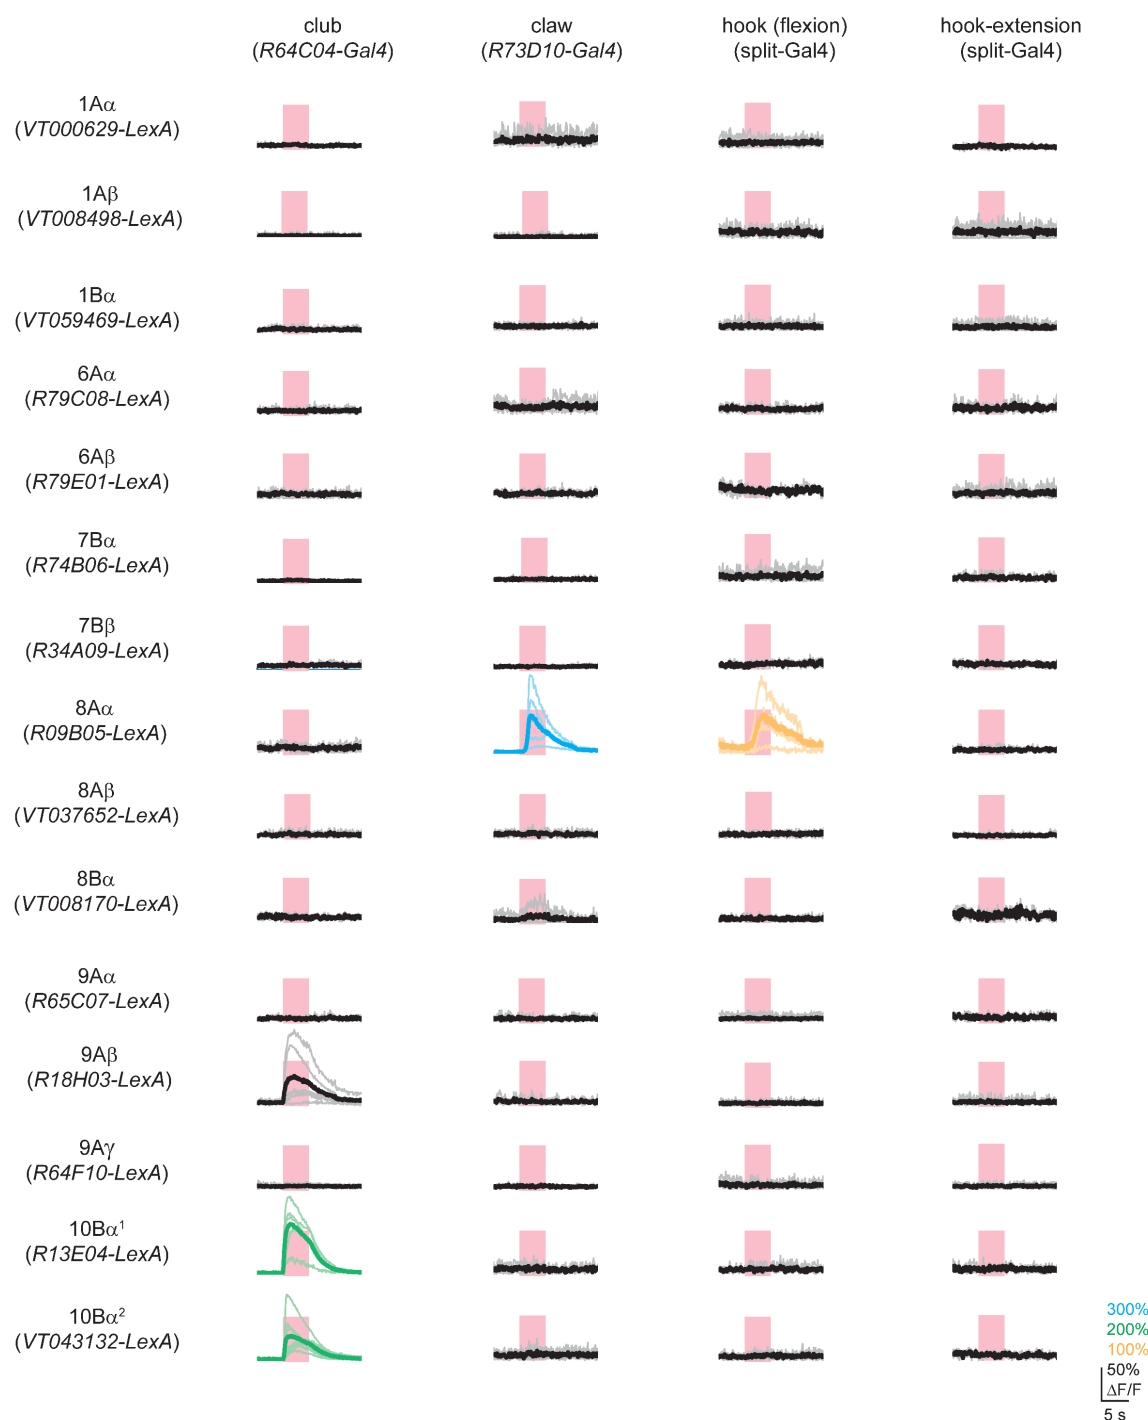 club claw hook (flexion) hook-extension
(R64C04-Gal4) (R73D10-Gal4) (split-Gal4) (split-Gal4)
1Aα
(VT000629-LexA)
1Aβ
(VT008498-LexA)
1Bα
(VT059469-LexA)
6Aα
(R79C08-LexA)
6Aβ
(R79E01-LexA)
7Bα
(R74B06-LexA)
7Bβ
(R34A09-LexA)
8Aα
(R09B05-LexA)
8Aβ
(VT037652-LexA)
8Bα
(VT008170-LexA)
9Aα
(R65C07-LexA)
9Aβ
(R18H03-LexA)
9Aγ
(R64F10-LexA)
10Bα¹
(R13E04-LexA)
10Bα²
(VT043132-LexA)
300%
200%
100%
50%
ΔF/F
5 s